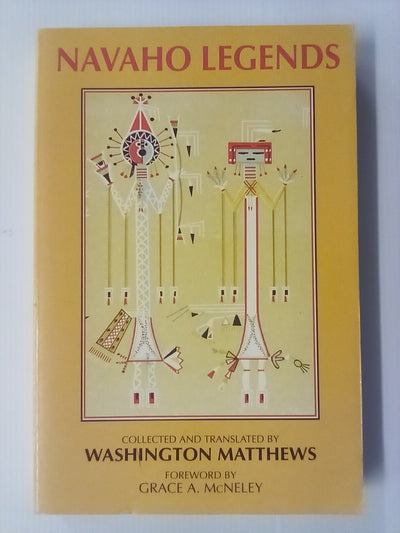 NAVAHO LEGENDS
COLLECTED AND TRANSLATED BY
WASHINGTON MATTHEWS
FOREWORD BY
GRACE A. McNELEY